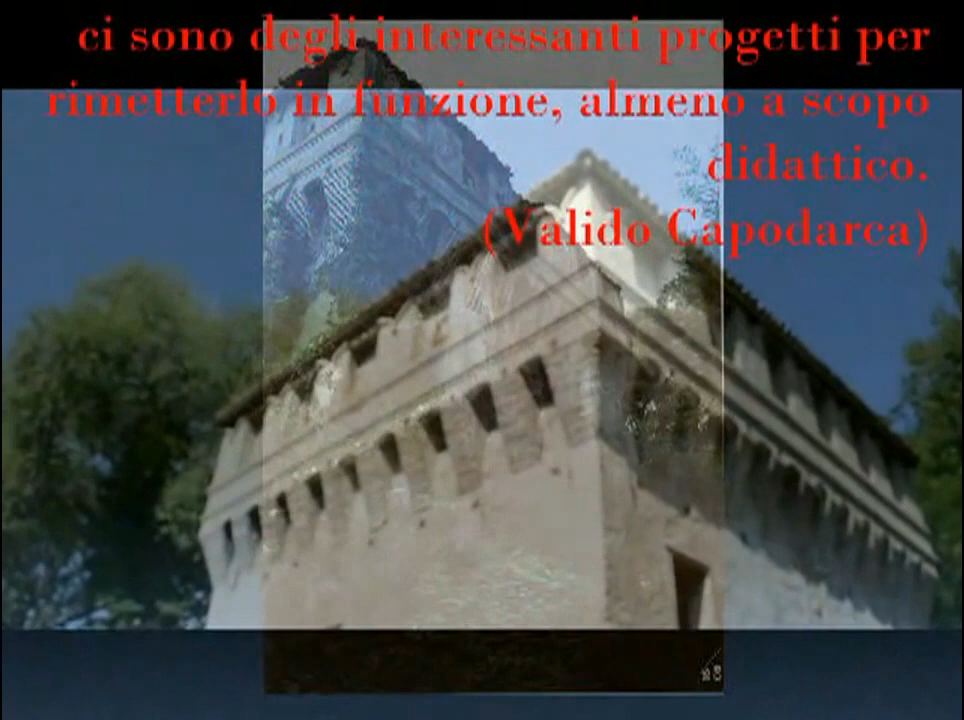 ci sono degli interessanti progetti per
rimetterlo in funzione, almeno a scopo
didattico.
(Valido Capodarca)